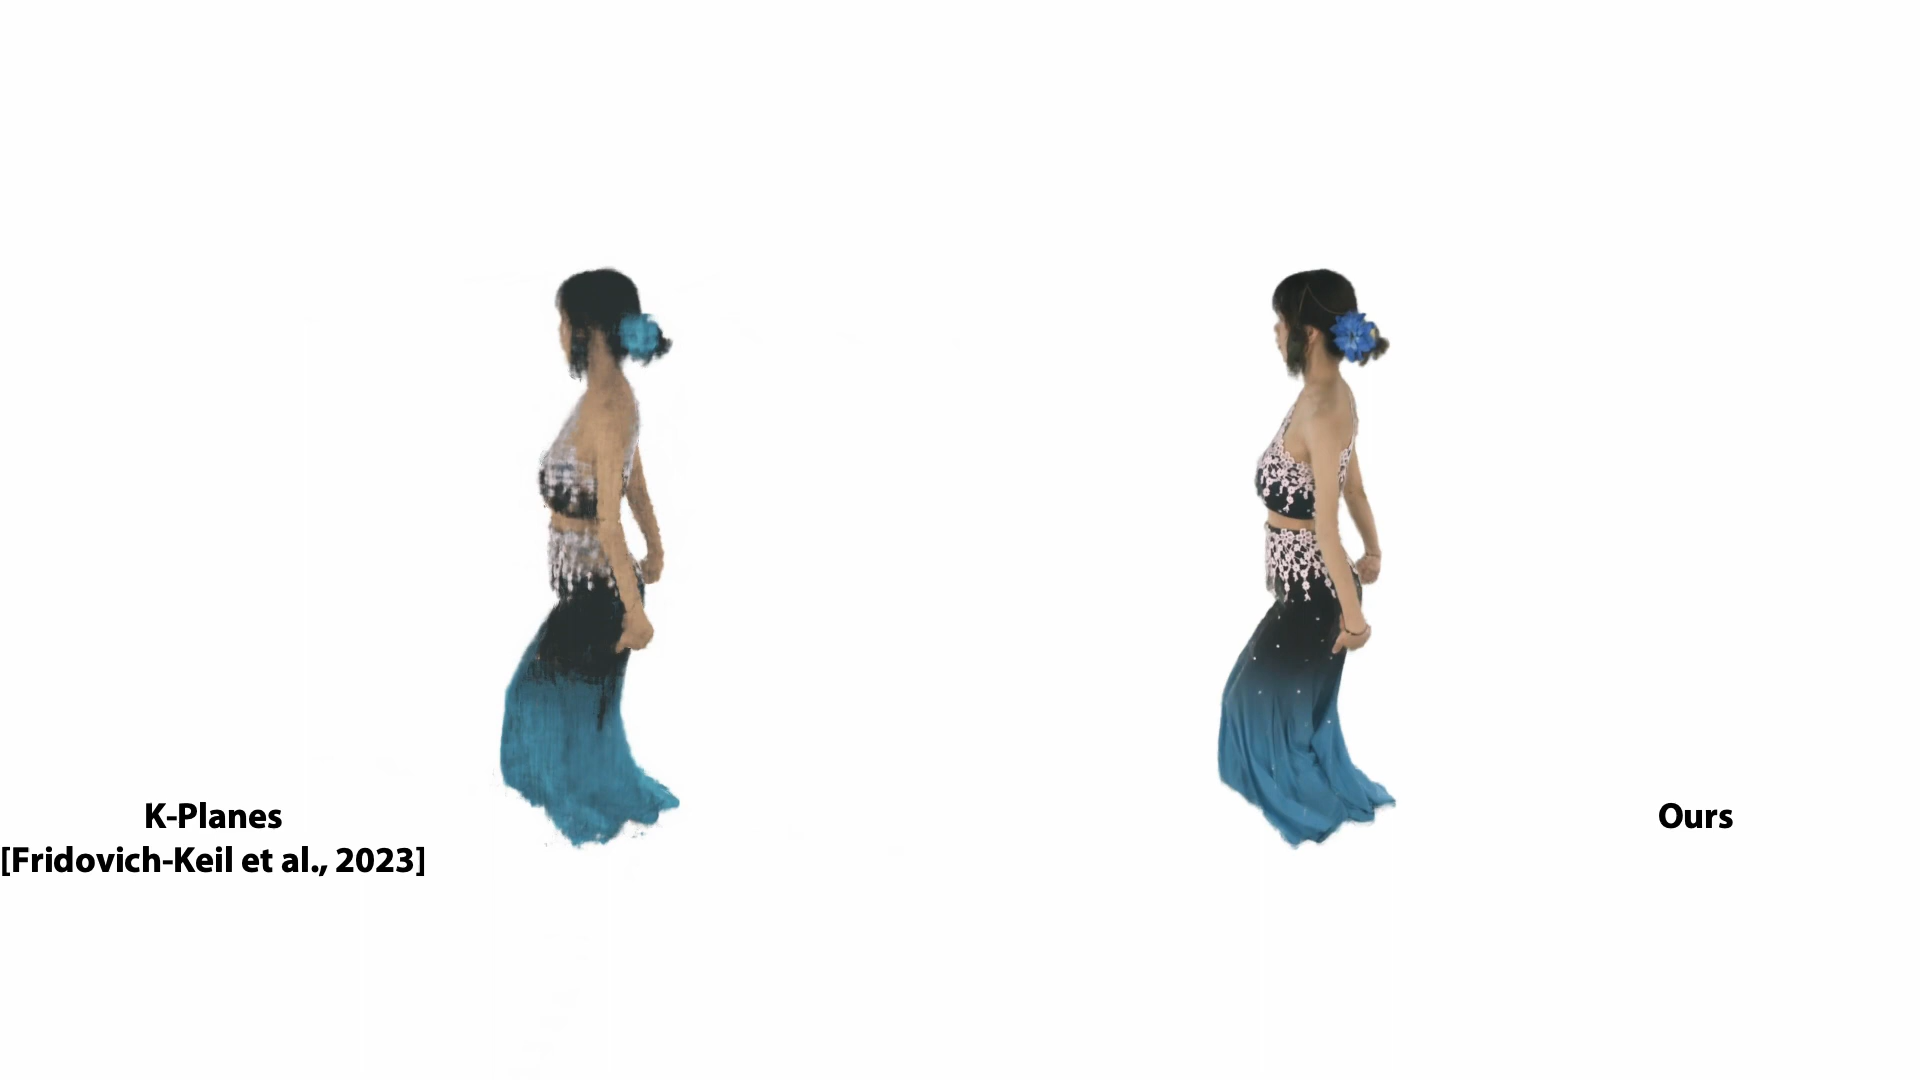 K-Planes
[Fridovich-Keil et al., 2023]
Ours